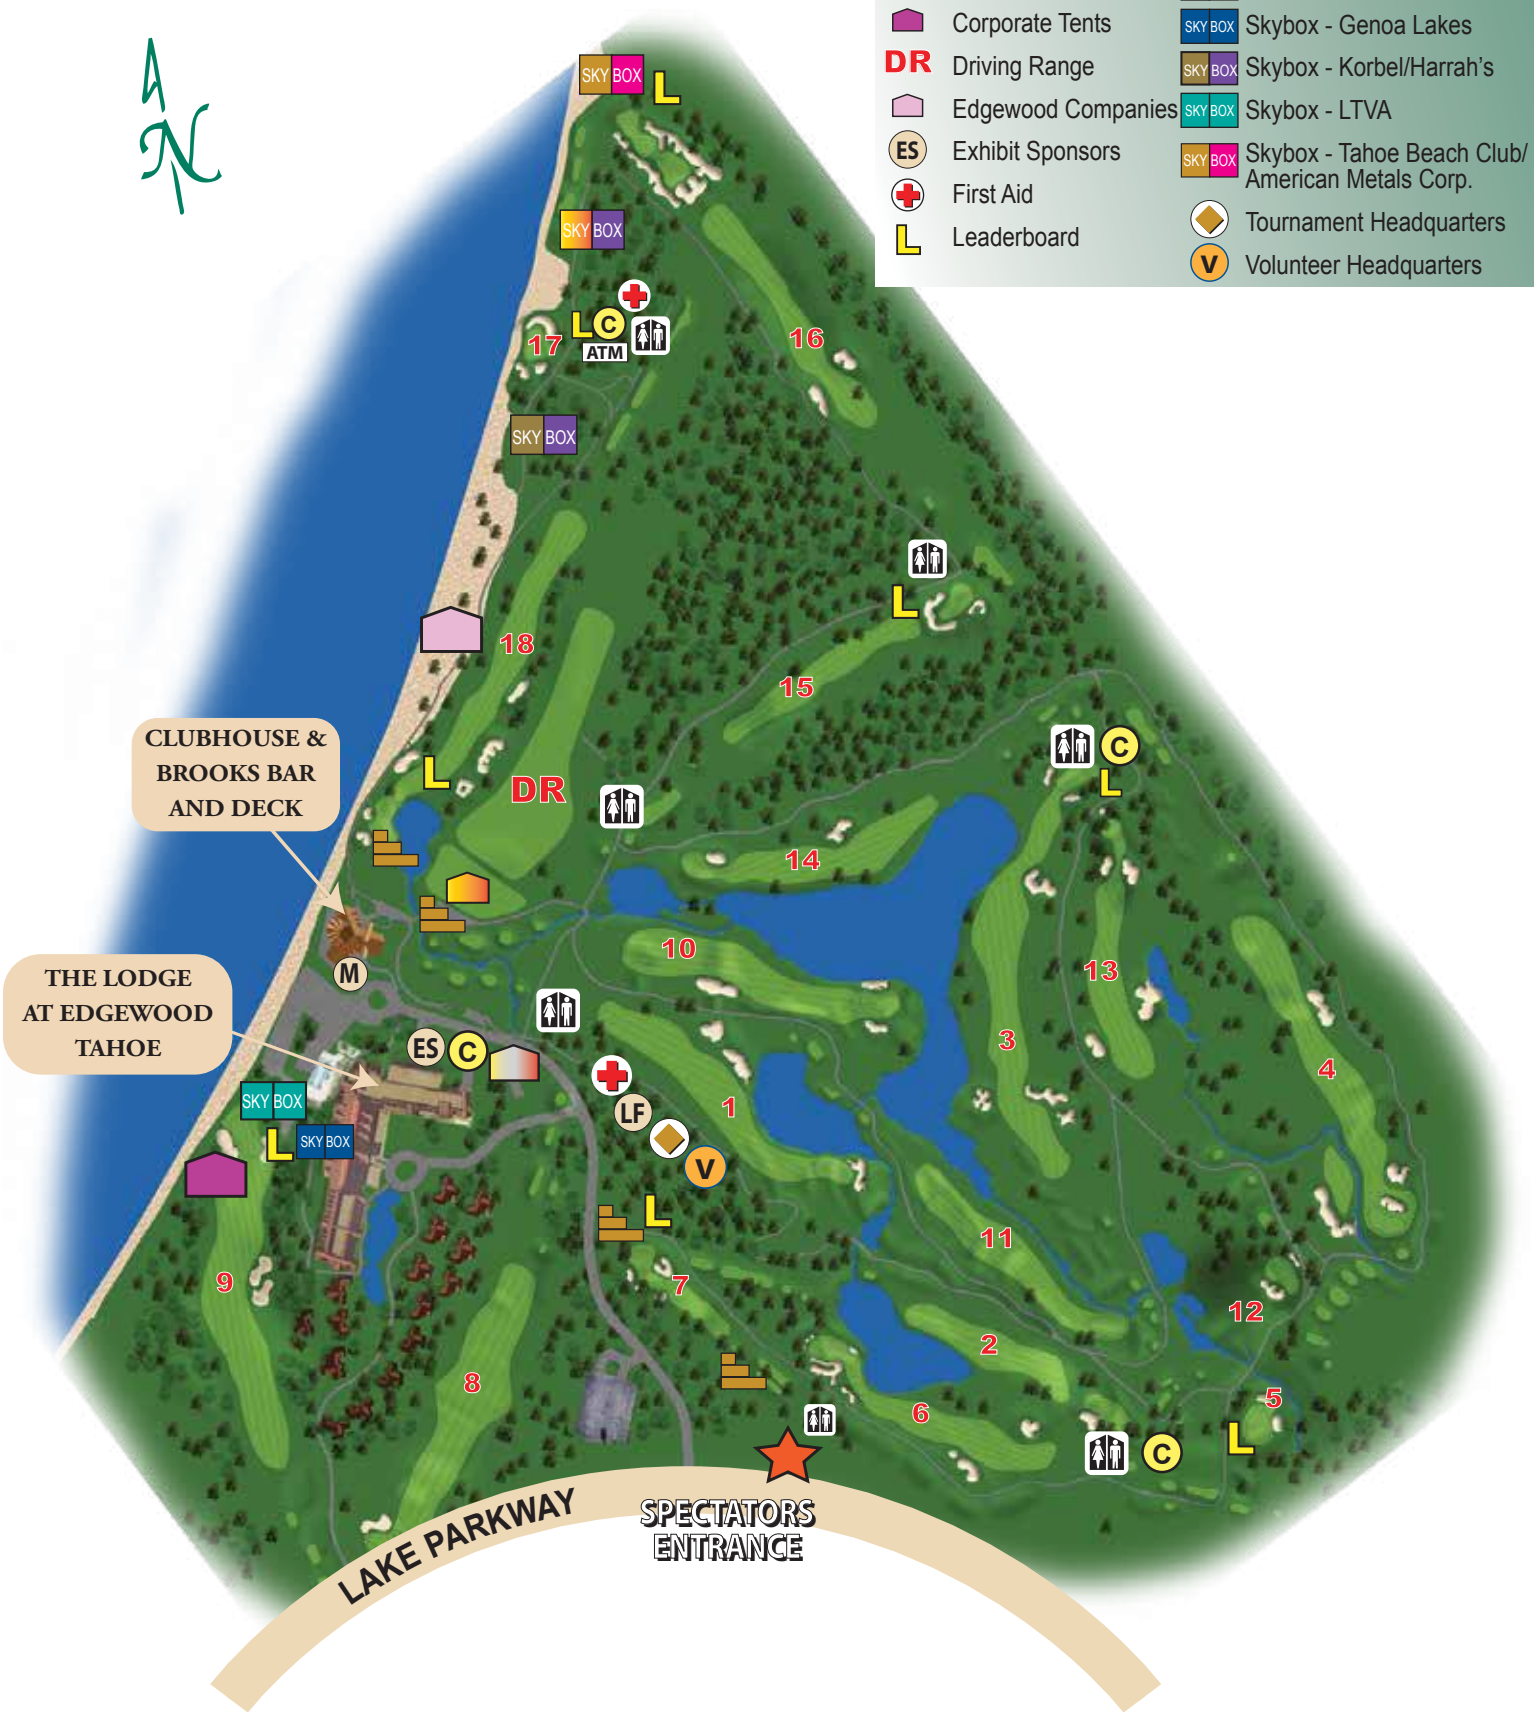 Corporate Tents
DR Driving Range
Edgewood Companies
ES Exhibit Sponsors
First Aid
L Leaderboard
SKY BOX Skybox - Genoa Lakes
SKY BOX Skybox - Korbel/Harrah's
SKY BOX Skybox - LTVA
SKY BOX Skybox - Tahoe Beach Club/
American Metals Corp.
Tournament Headquarters
V Volunteer Headquarters
N
SKY BOX L
SKY BOX
16
17 L C
ATM
SKY BOX
L
18
15
CLUBHOUSE &
BROOKS BAR
AND DECK
C
L
L
DR
14
10
13
M
THE LODGE
AT EDGEWOOD
TAHOE
ES C
3
4
1
LF
SKY BOX
L SKY BOX
V
L
11
9
7
12
2
8
5
6
L
C
LAKE PARKWAY
SPECTATORS
ENTRANCE